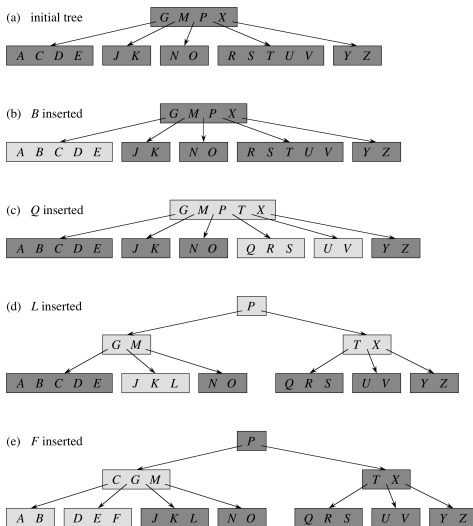 (a) initial tree
G M P X
A C D E J K N O R S T U V Y Z
(b) B inserted
G M P X
A B C D E J K N O R S T U V Y Z
(c) Q inserted
G M P T X
A B C D E J K N O Q R S U V Y Z
(d) L inserted
P
G M T X
A B C D E J K L N O Q R S U V Y Z
(e) F inserted
P
C G M T X
A B D E F J K L N O Q R S U V Y Z